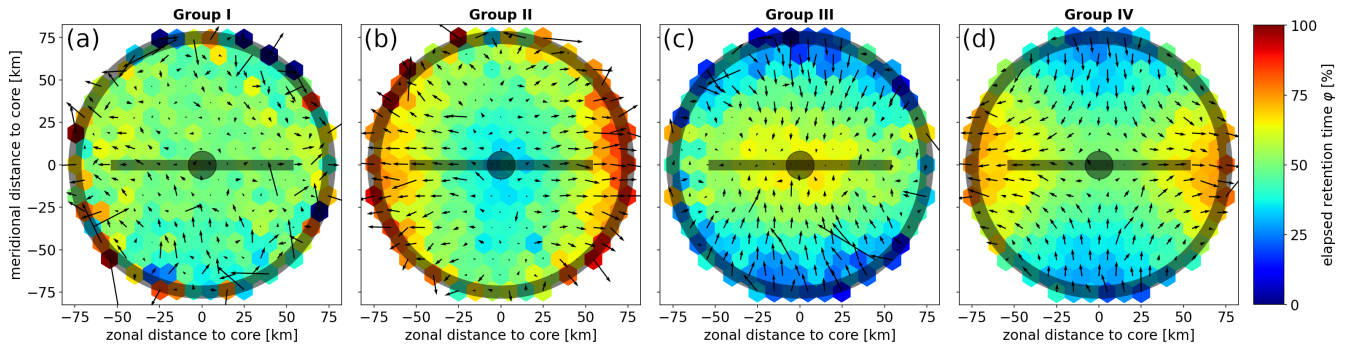 Group I
Group II
Group III
Group IV
(a)
(b)
(c)
(d)
75
50
25
0
−25
−50
−75
meridional distance to core [km]
−75 −50 −25 0 25 50 75
−75 −50 −25 0 25 50 75
−75 −50 −25 0 25 50 75
−75 −50 −25 0 25 50 75
zonal distance to core [km]
zonal distance to core [km]
zonal distance to core [km]
zonal distance to core [km]
100
75
50
25
0
elapsed retention time φ [%]